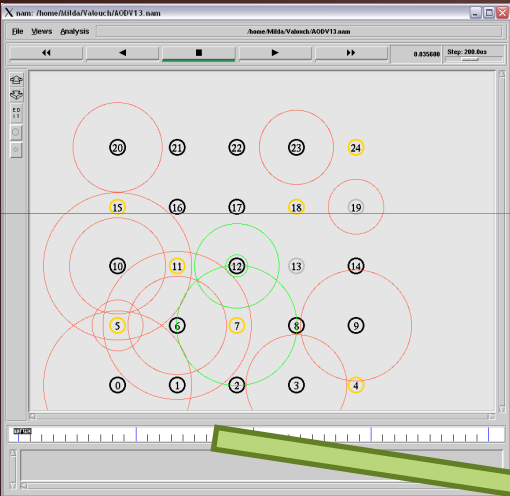 nam: /home/Milda/Valouch/AODV13.nam
File Views Analysis /home/Milda/Valouch/AODV13.nam
0.035600 Step: 200.0us
ED
IT
20 21 22 23 24
15 16 17 18 19
10 11 12 13 14
5 6 7 8 9
0 1 2 3 4